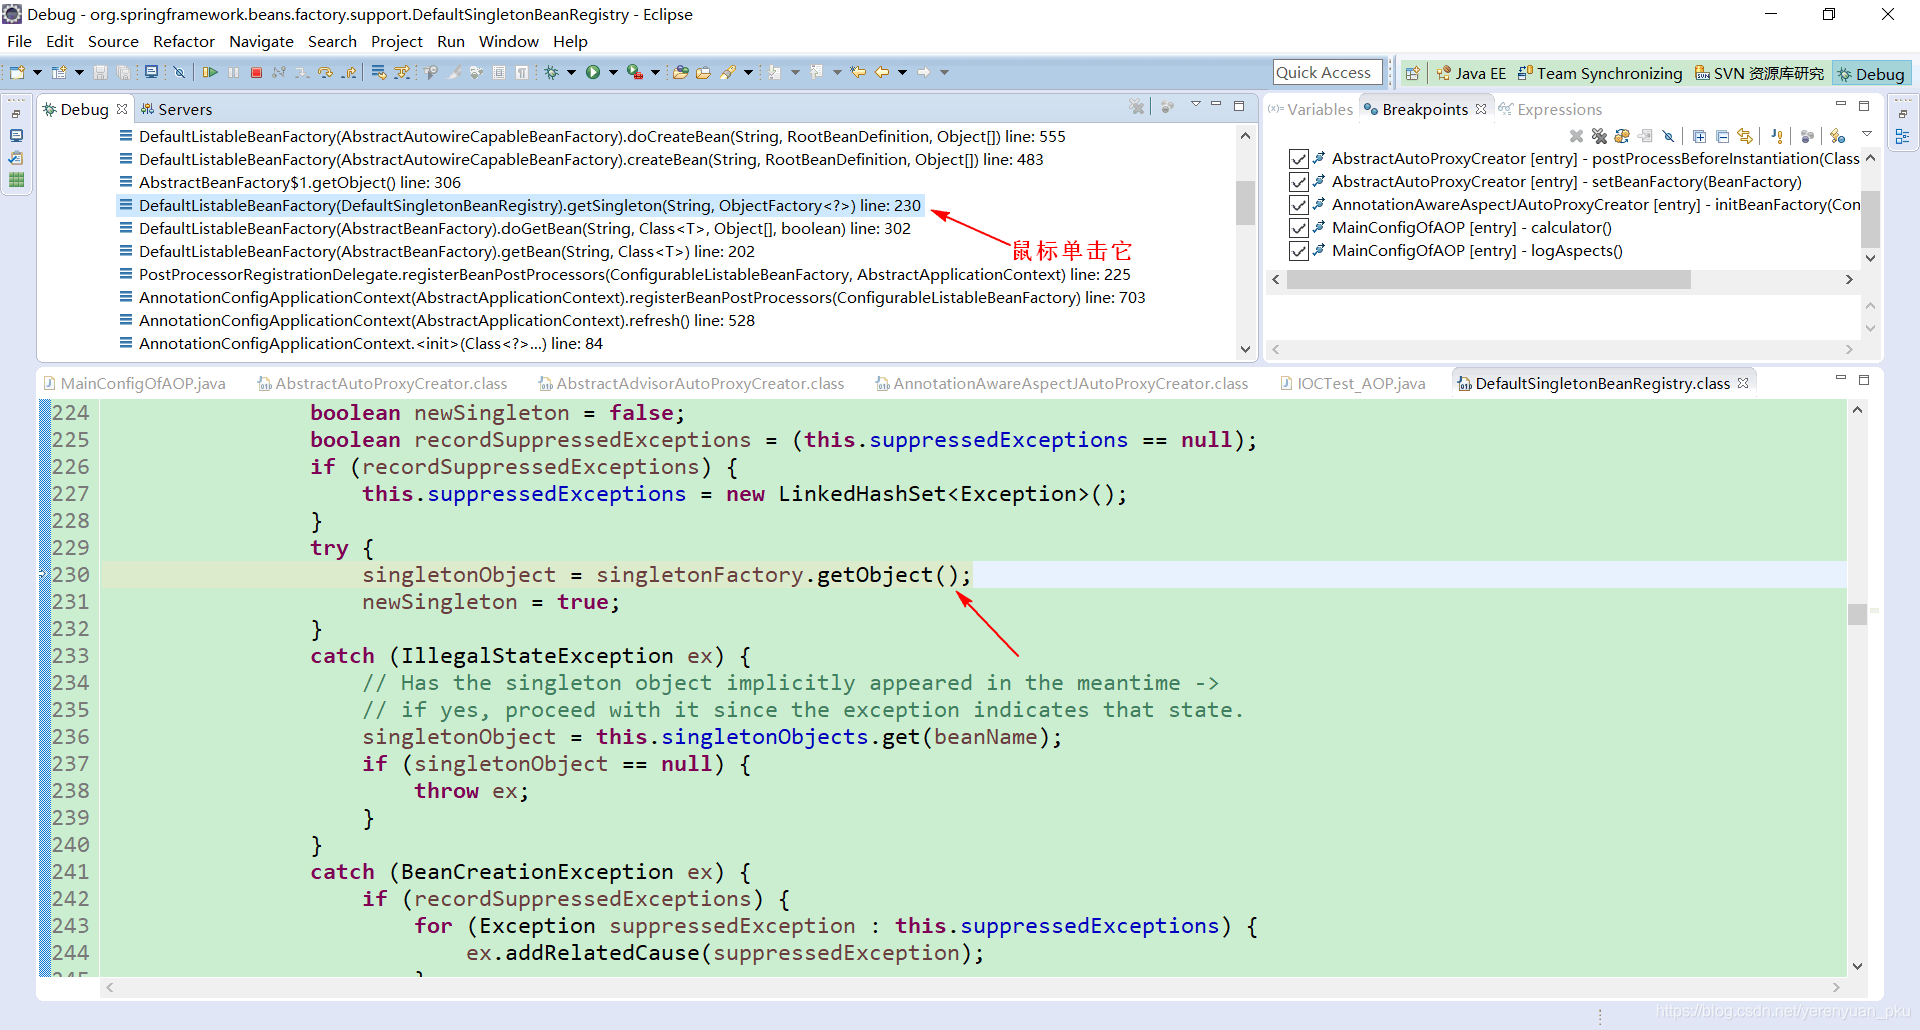 Debug - org.springframework.beans.factory.support.DefaultSingletonBeanRegistry - Eclipse
File Edit Source Refactor Navigate Search Project Run Window Help
Quick Access
Java EE
Team Synchronizing
SVN 资源库研究
Debug
Debug
Servers
DefaultListableBeanFactory(AbstractAutowireCapableBeanFactory).doCreateBean(String, RootBeanDefinition, Object[]) line: 555
DefaultListableBeanFactory(AbstractAutowireCapableBeanFactory).createBean(String, RootBeanDefinition, Object[]) line: 483
AbstractBeanFactory$1.getObject() line: 306
DefaultListableBeanFactory(DefaultSingletonBeanRegistry).getSingleton(String, ObjectFactory<?>) line: 230
DefaultListableBeanFactory(AbstractBeanFactory).doGetBean(String, Class<T>, Object[], boolean) line: 302
DefaultListableBeanFactory(AbstractBeanFactory).getBean(String, Class<T>) line: 202
PostProcessorRegistrationDelegate.registerBeanPostProcessors(ConfigurableListableBeanFactory, AbstractApplicationContext) line: 225
AnnotationConfigApplicationContext(AbstractApplicationContext).registerBeanPostProcessors(ConfigurableListableBeanFactory) line: 703
AnnotationConfigApplicationContext(AbstractApplicationContext).refresh() line: 528
AnnotationConfigApplicationContext.<init>(Class<?>...) line: 84
鼠标单击它
(x)= Variables
Breakpoints
Expressions
AbstractAutoProxyCreator [entry] - postProcessBeforeInstantiation(Class
AbstractAutoProxyCreator [entry] - setBeanFactory(BeanFactory)
AnnotationAwareAspectJAutoProxyCreator [entry] - initBeanFactory(Con
MainConfigOfAOP [entry] - calculator()
MainConfigOfAOP [entry] - logAspects()
MainConfigOfAOP.java
AbstractAutoProxyCreator.class
AbstractAdvisorAutoProxyCreator.class
AnnotationAwareAspectJAutoProxyCreator.class
IOCTest_AOP.java
DefaultSingletonBeanRegistry.class
224 boolean newSingleton = false;
225 boolean recordSuppressedExceptions = (this.suppressedExceptions == null);
226 if (recordSuppressedExceptions) {
227 this.suppressedExceptions = new LinkedHashSet<Exception>();
228 }
229 try {
230 singletonObject = singletonFactory.getObject();
231 newSingleton = true;
232 }
233 catch (IllegalStateException ex) {
234 // Has the singleton object implicitly appeared in the meantime ->
235 // if yes, proceed with it since the exception indicates that state.
236 singletonObject = this.singletonObjects.get(beanName);
237 if (singletonObject == null) {
238 throw ex;
239 }
240 }
241 catch (BeanCreationException ex) {
242 if (recordSuppressedExceptions) {
243 for (Exception suppressedException : this.suppressedExceptions) {
244 ex.addRelatedCause(suppressedException);
245 }
https://blog.csdn.net/yerenyuan_pku